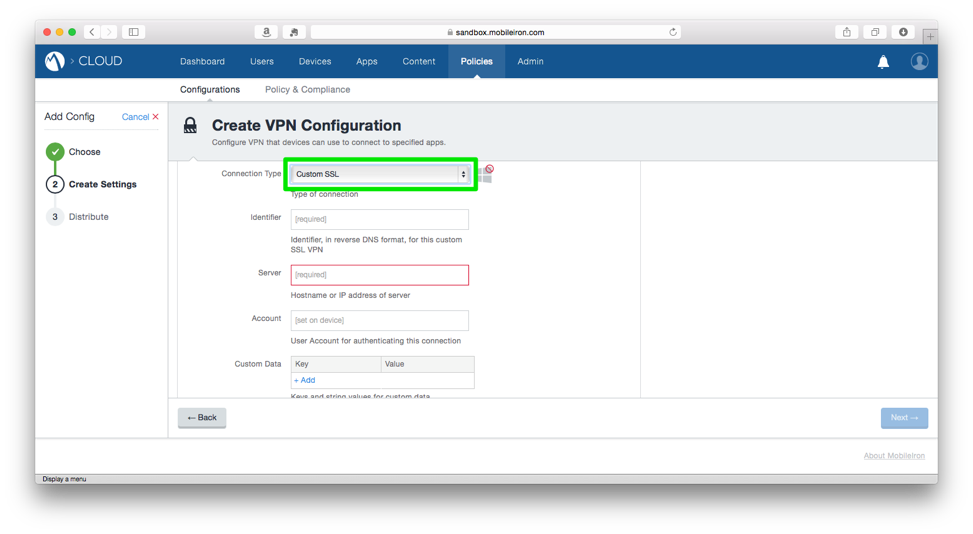 sandbox.mobileiron.com
> CLOUD
Dashboard Users Devices Apps Content Policies Admin
Configurations Policy & Compliance
Add Config Cancel ×
Choose
2 Create Settings
3 Distribute
Create VPN Configuration
Configure VPN that devices can use to connect to specified apps.
Connection Type Custom SSL
Type of connection
Identifier [required]
Identifier, in reverse DNS format, for this custom
SSL VPN
Server [required]
Hostname or IP address of server
Account [set on device]
User Account for authenticating this connection
Custom Data Key Value
+ Add
Keys and string values for custom data
← Back Next →
About MobileIron
Display a menu